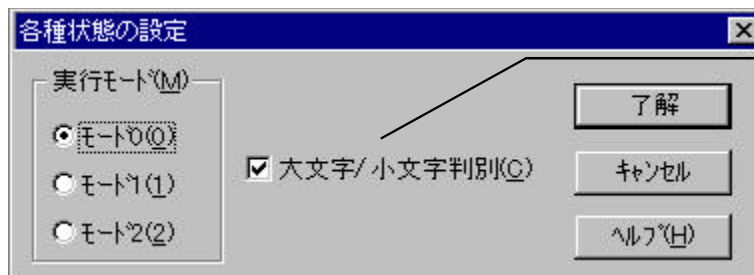 各種状態の設定
実行ﾓｰﾄﾞ(M)
ﾓｰﾄﾞ0(0)
ﾓｰﾄﾞ1(1)
ﾓｰﾄﾞ2(2)
大文字/小文字判別(C)
了解
ｷｬﾝｾﾙ
ﾍﾙﾌﾟ(H)